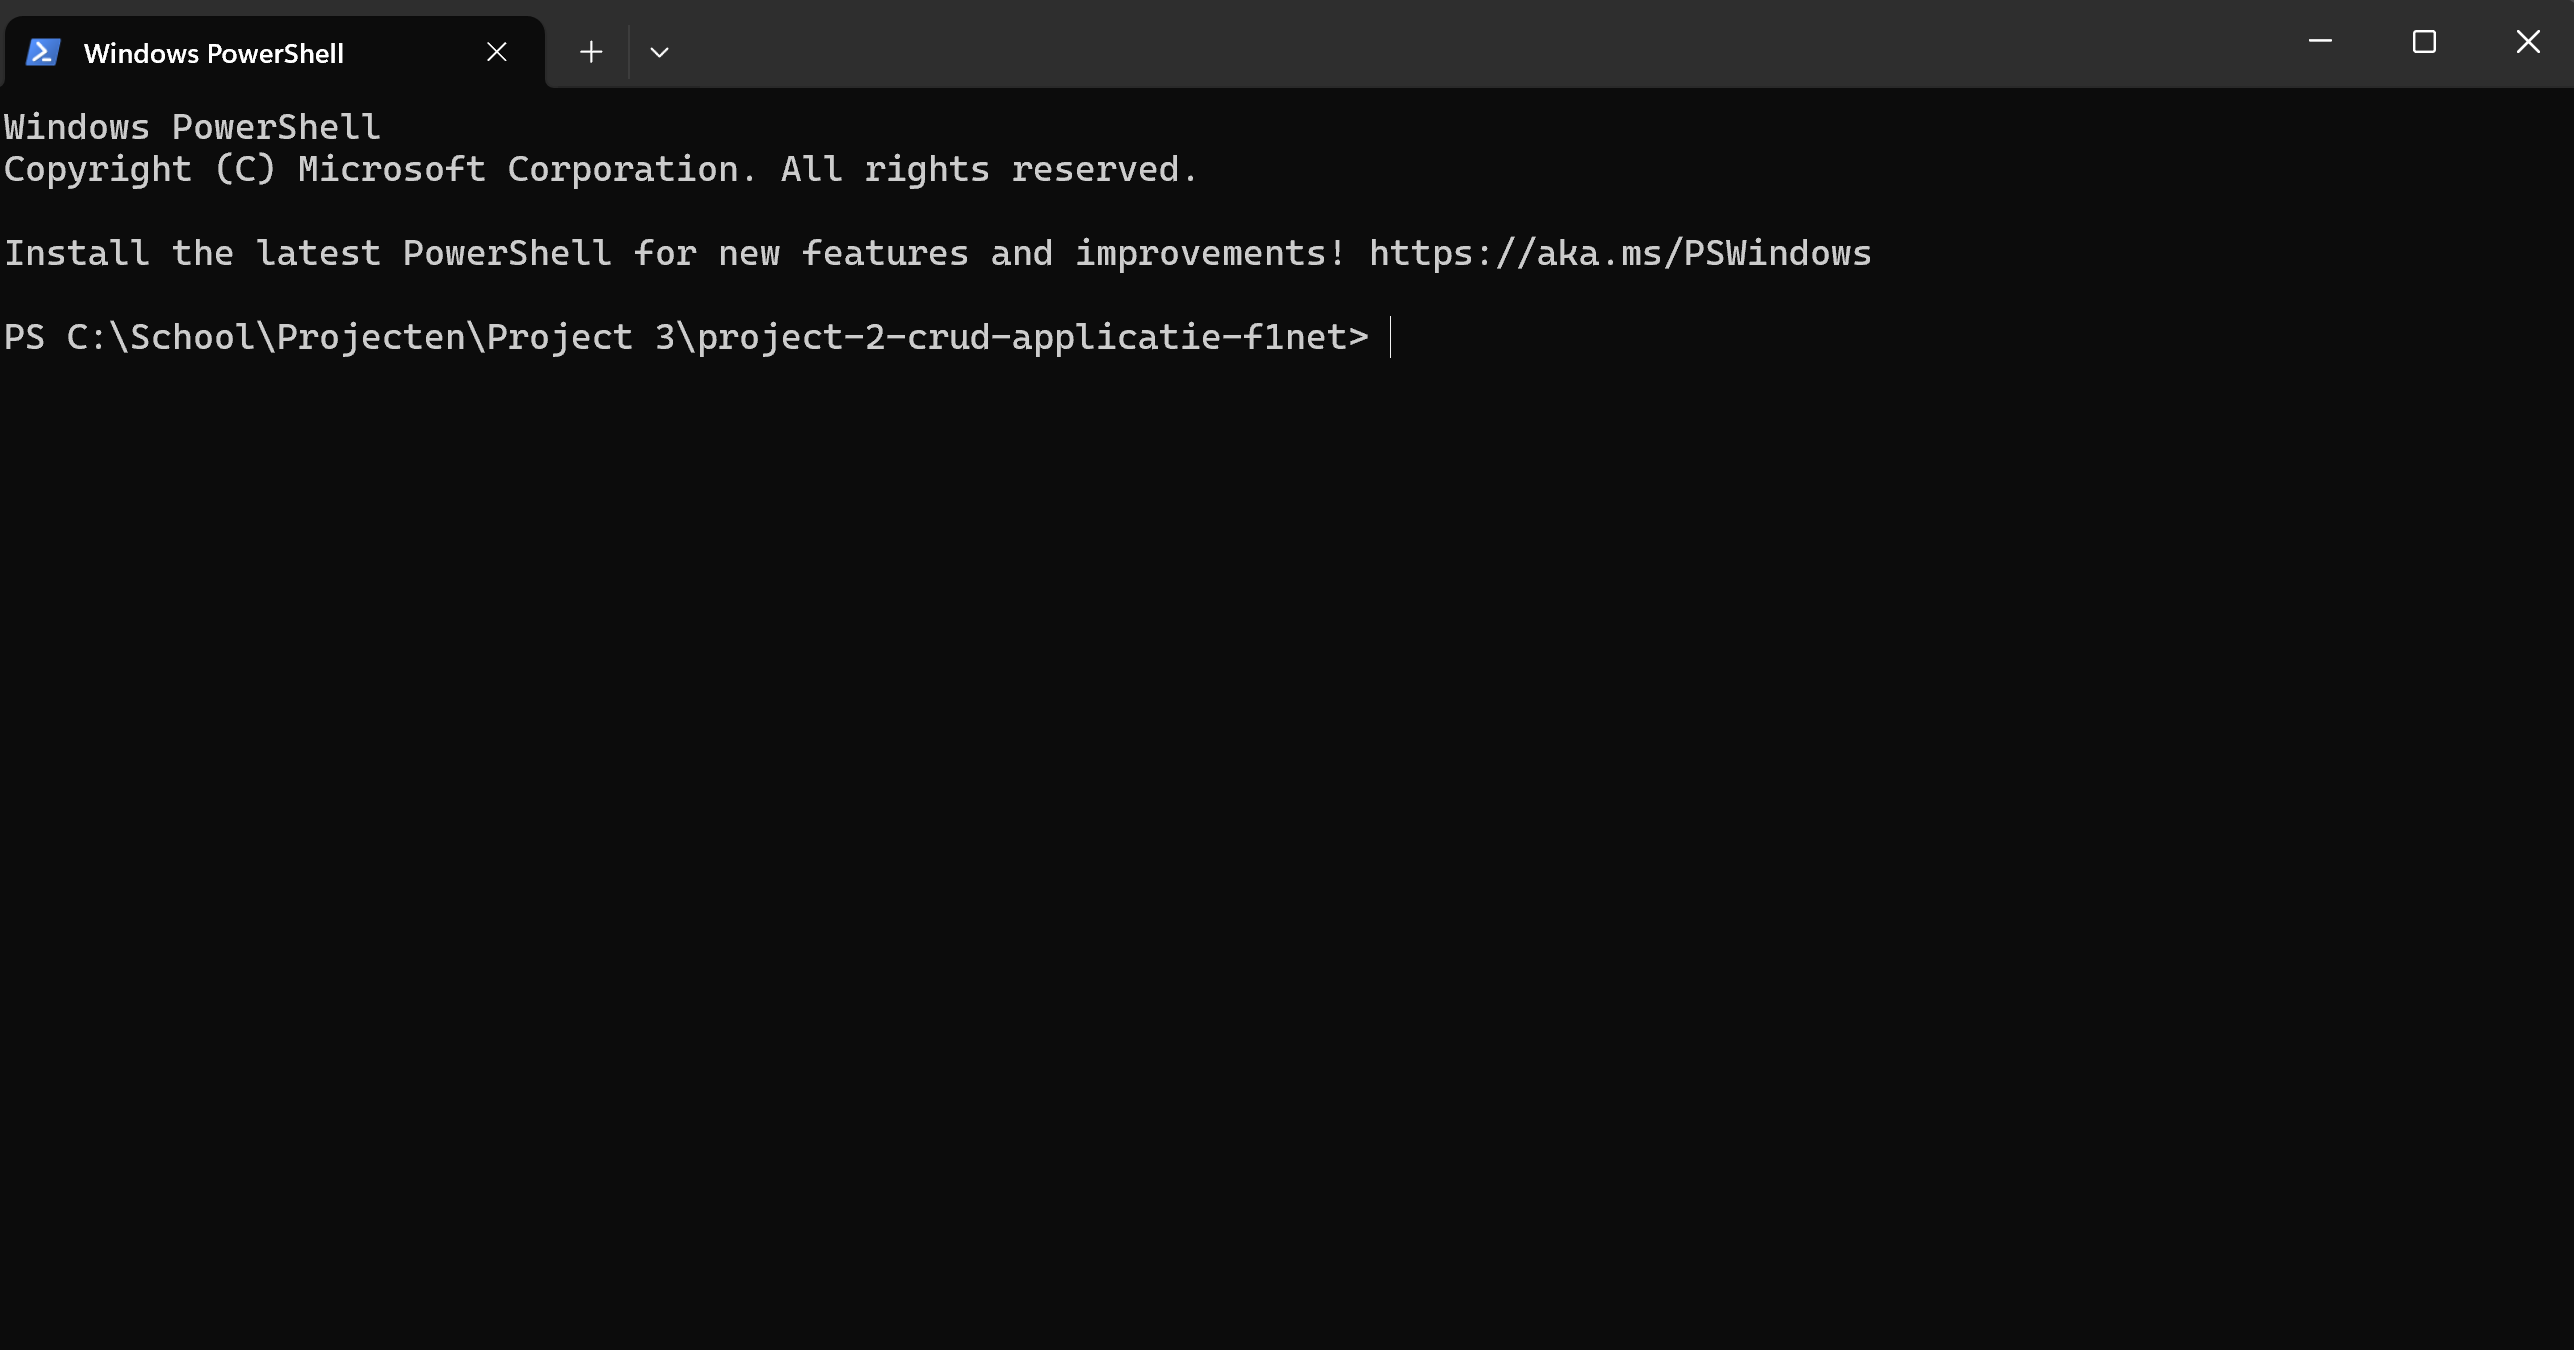 Windows PowerShell
Windows PowerShell
Copyright (C) Microsoft Corporation. All rights reserved.
Install the latest PowerShell for new features and improvements! https://aka.ms/PSWindows
PS C:\School\Projecten\Project 3\project-2-crud-applicatie-f1net>